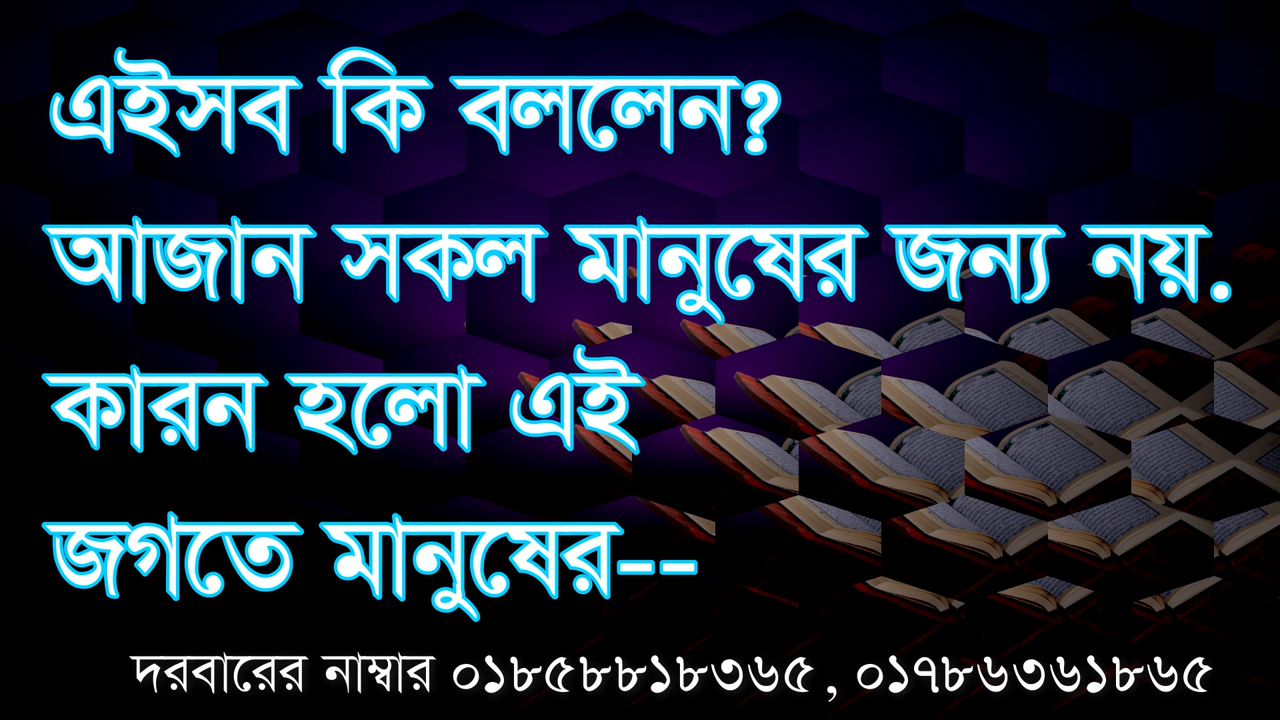 এইসব কি বললেন?
আজান সকল মানুষের জন্য নয়.
কারন হলো এই
জগতে মানুষের--
দরবারের নাম্বার ০১৮৫৮৮১৮৩৬৫, ০১৭৮৬৩৬১৮৬৫